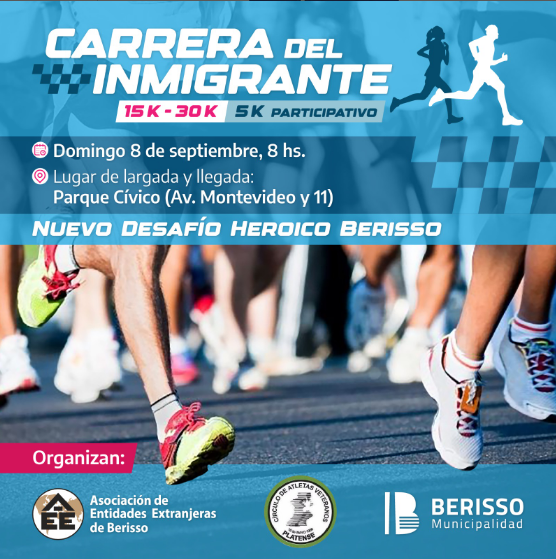 CARRERA DEL
INMIGRANTE
15K - 30K 5K PARTICIPATIVO
Domingo 8 de septiembre, 8 hs.
Lugar de largada y llegada:
Parque Cívico (Av. Montevideo y 11)
NUEVO DESAFÍO HEROICO BERISSO
Organizan:
AEE
Asociación de
Entidades Extranjeras
de Berisso
CÍRCULO DE ATLETAS VETERANOS
PLATENSE
BERISSO
Municipalidad